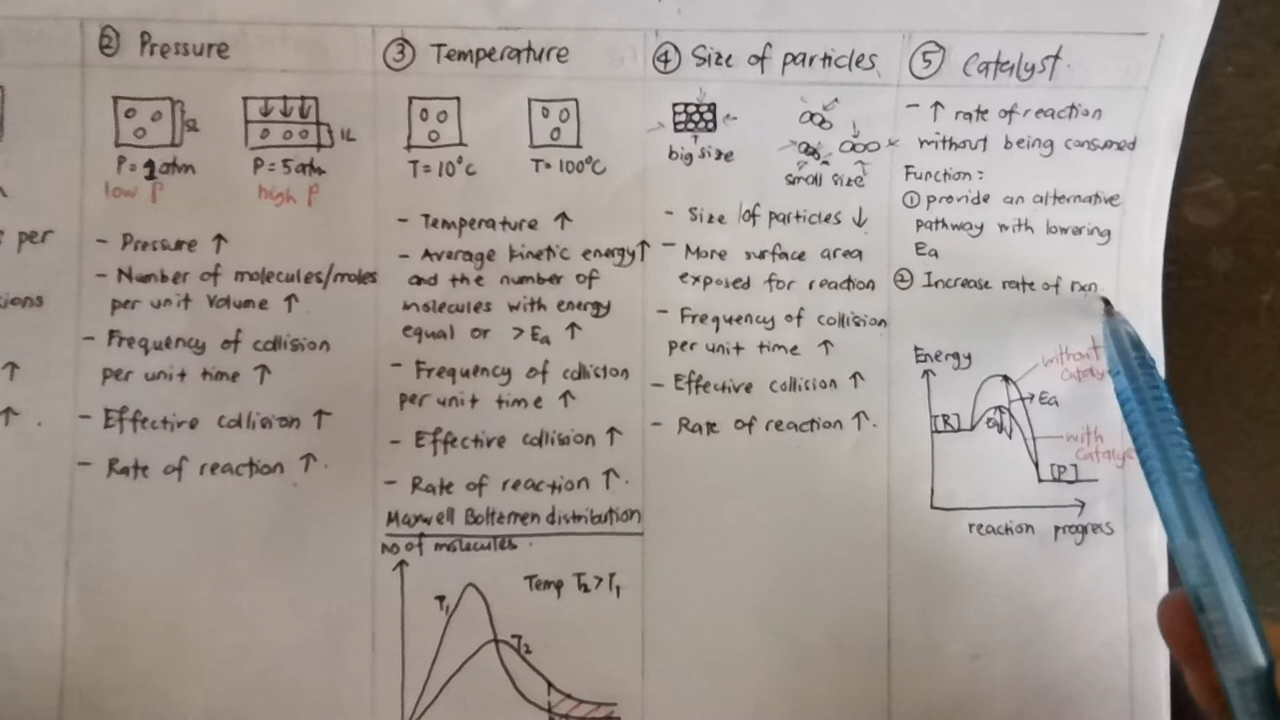 per
ions
↑
↑ .
② Pressure
P = 1 atm
low P
P = 5 atm
high P
1L
- Pressure ↑
- Number of molecules/moles
per unit Volume ↑
- Frequency of collision
per unit time ↑
- Effective collision ↑
- Rate of reaction ↑.
③ Temperature
T = 10°C
T = 100°C
- Temperature ↑
- Average kinetic energy ↑
and the number of
molecules with energy
equal or > Ea ↑
- Frequency of collision
per unit time ↑
- Effective collision ↑
- Rate of reaction ↑.
Maxwell distribution
no of molecules.
Temp T₂ > T₁
T₁
T₂
④ Size of particles
big size
small size
- Size of particles ↓
- More surface area
exposed for reaction
- Frequency of collision
per unit time ↑
- Effective collision ↑
- Rate of reaction ↑.
⑤ Catalyst.
- ↑ rate of reaction
without being consumed
Function :
① provide an alternative
pathway with lowering
Ea
② Increase rate of rxn.
Energy
without
cataly
Ea
[R]
with
cataly
[P]
reaction progress